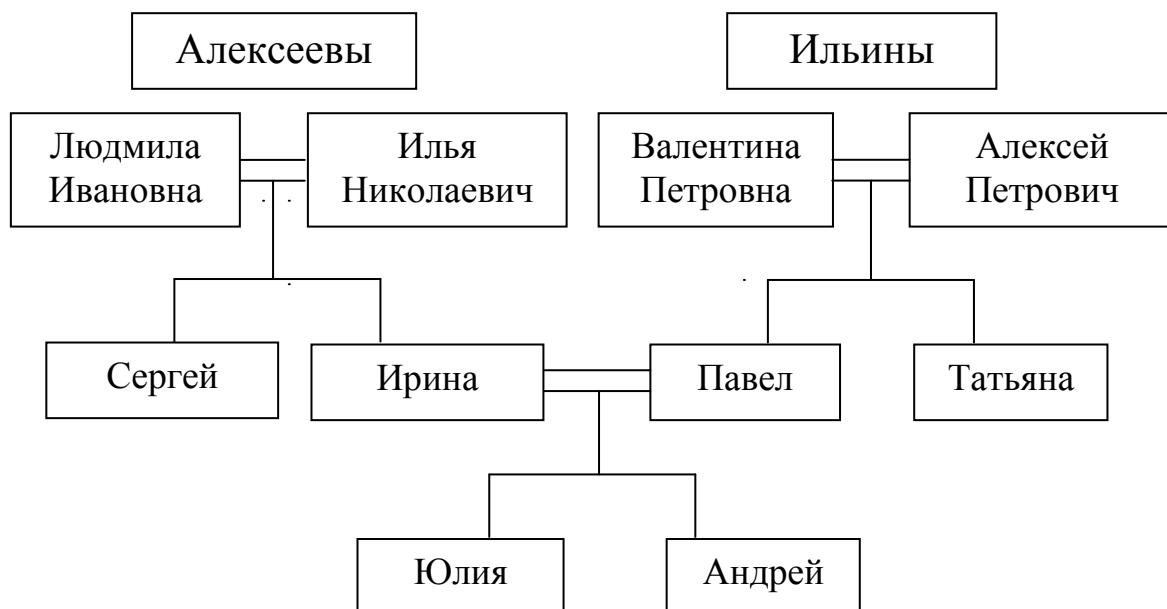 Алексеевы
Ильины
Людмила
Ивановна
Илья
Николаевич
Валентина
Петровна
Алексей
Петрович
Сергей
Ирина
Павел
Татьяна
Юлия
Андрей